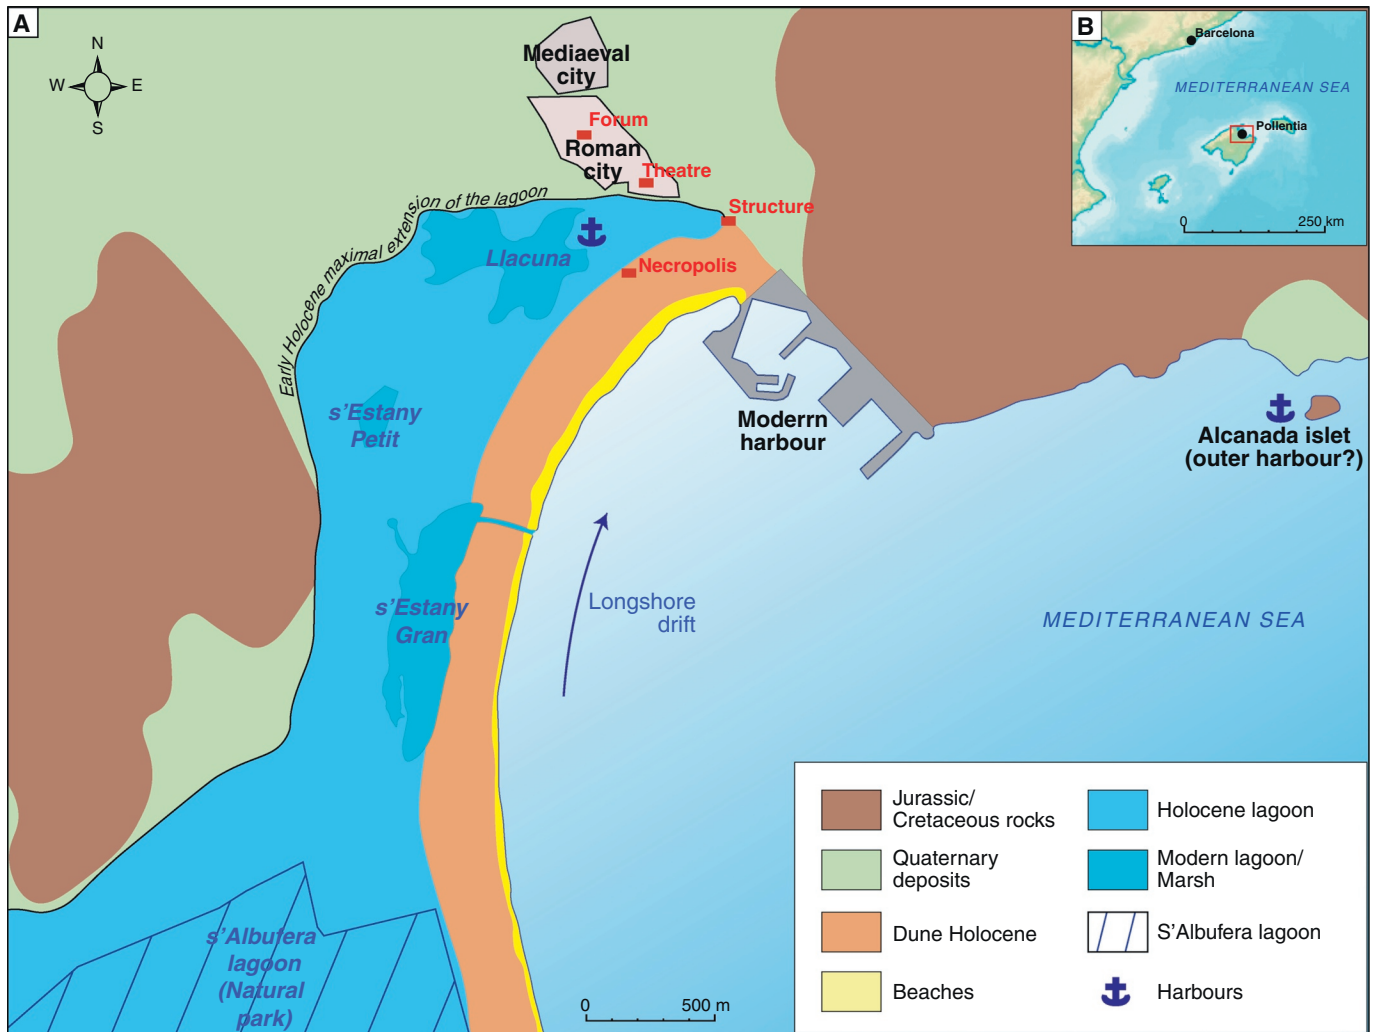 A
N
W
E
S
Mediaeval
city
Forum
Roman
city
Theatre
Structure
Necropolis
Early Holocene maximal extension of the lagoon
Llacuna
s'Estany
Petit
s'Estany
Gran
s'Albufera
lagoon
(Natural
park)
Longshore
drift
Moderrn
harbour
Alcanada islet
(outer harbour?)
MEDITERRANEAN SEA
B
Barcelona
MEDITERRANEAN SEA
Pollentia
0
250 km
Jurassic/
Cretaceous rocks
Quaternary
deposits
Dune Holocene
Beaches
Holocene lagoon
Modern lagoon/
Marsh
S'Albufera lagoon
Harbours
0
500 m